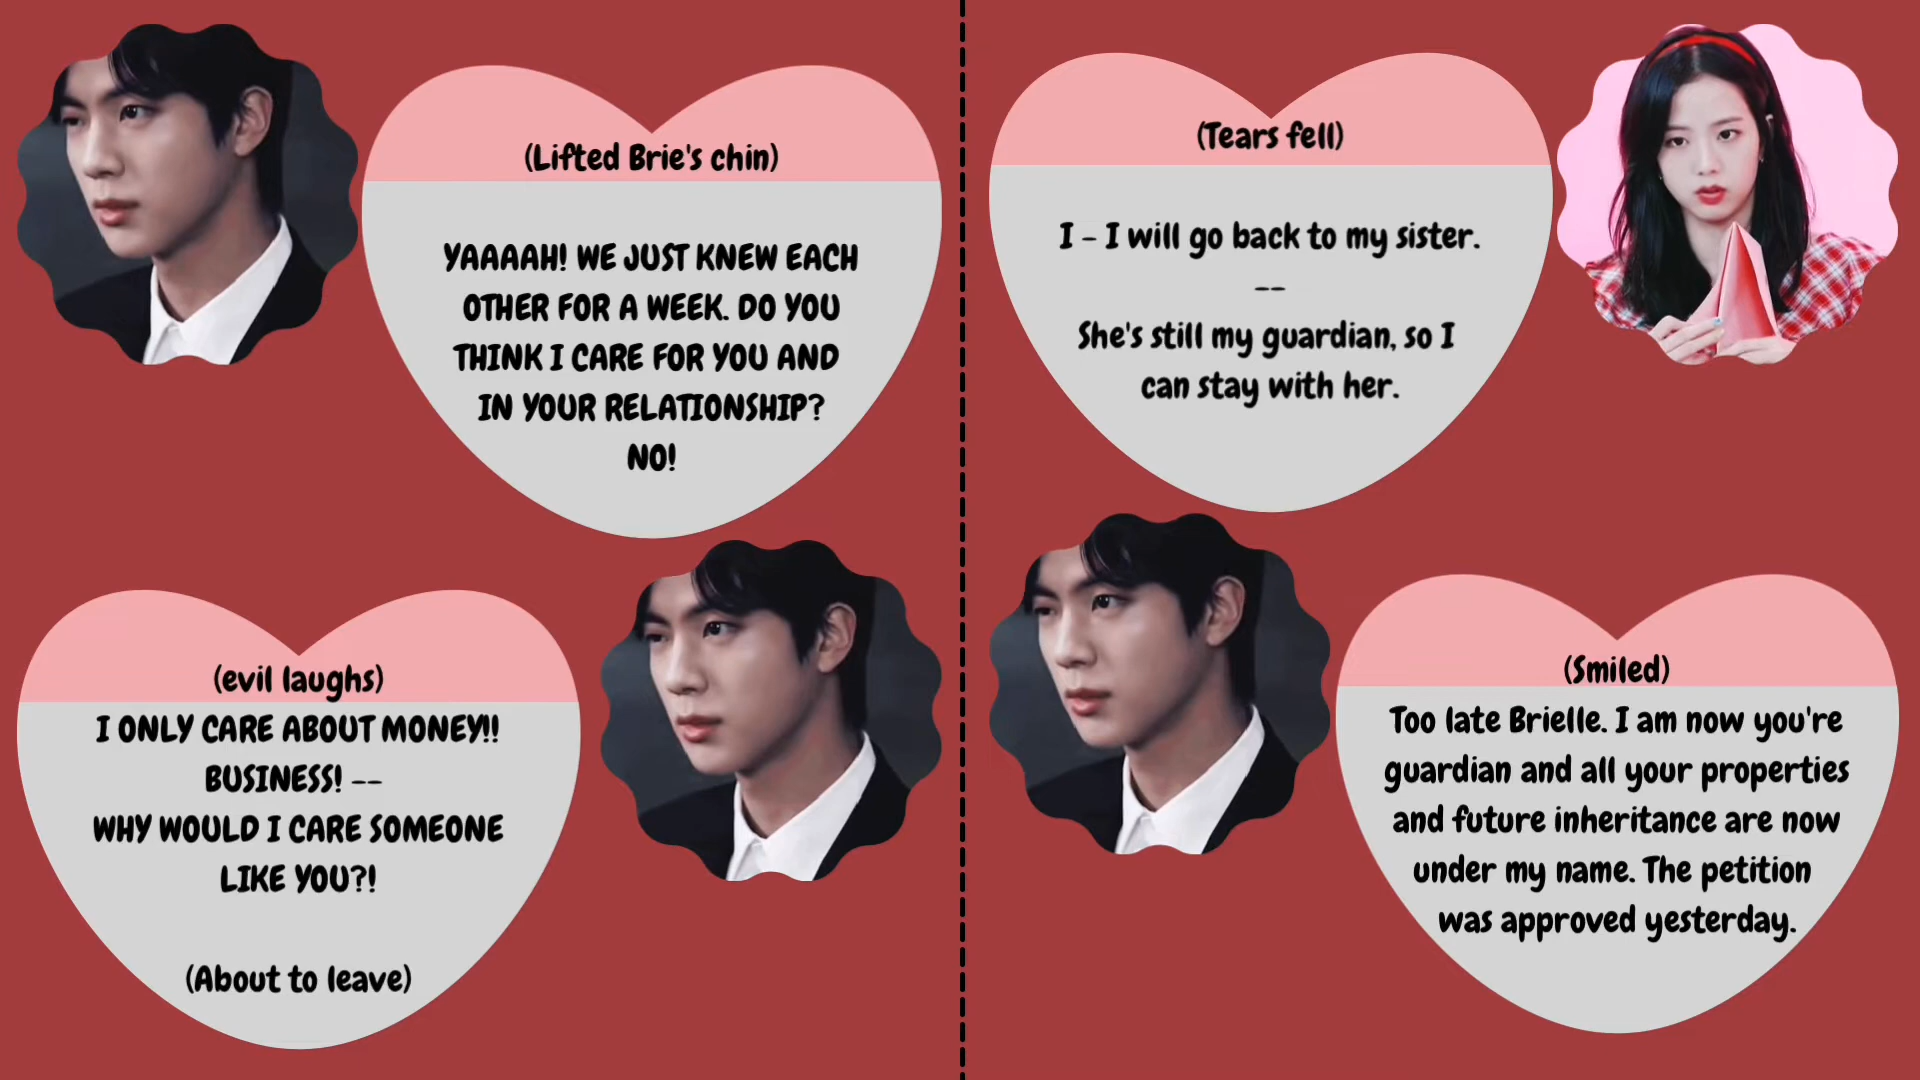 (Lifted Brie's chin)
YAAAAH! WE JUST KNEW EACH
OTHER FOR A WEEK. DO YOU
THINK I CARE FOR YOU AND
IN YOUR RELATIONSHIP?
NO!
(evil laughs)
I ONLY CARE ABOUT MONEY!!
BUSINESS! --
WHY WOULD I CARE SOMEONE
LIKE YOU?!
(About to leave)
(Tears fell)
I - I will go back to my sister.
--
She's still my guardian, so I
can stay with her.
(Smiled)
Too late Brielle. I am now you're
guardian and all your properties
and future inheritance are now
under my name. The petition
was approved yesterday.